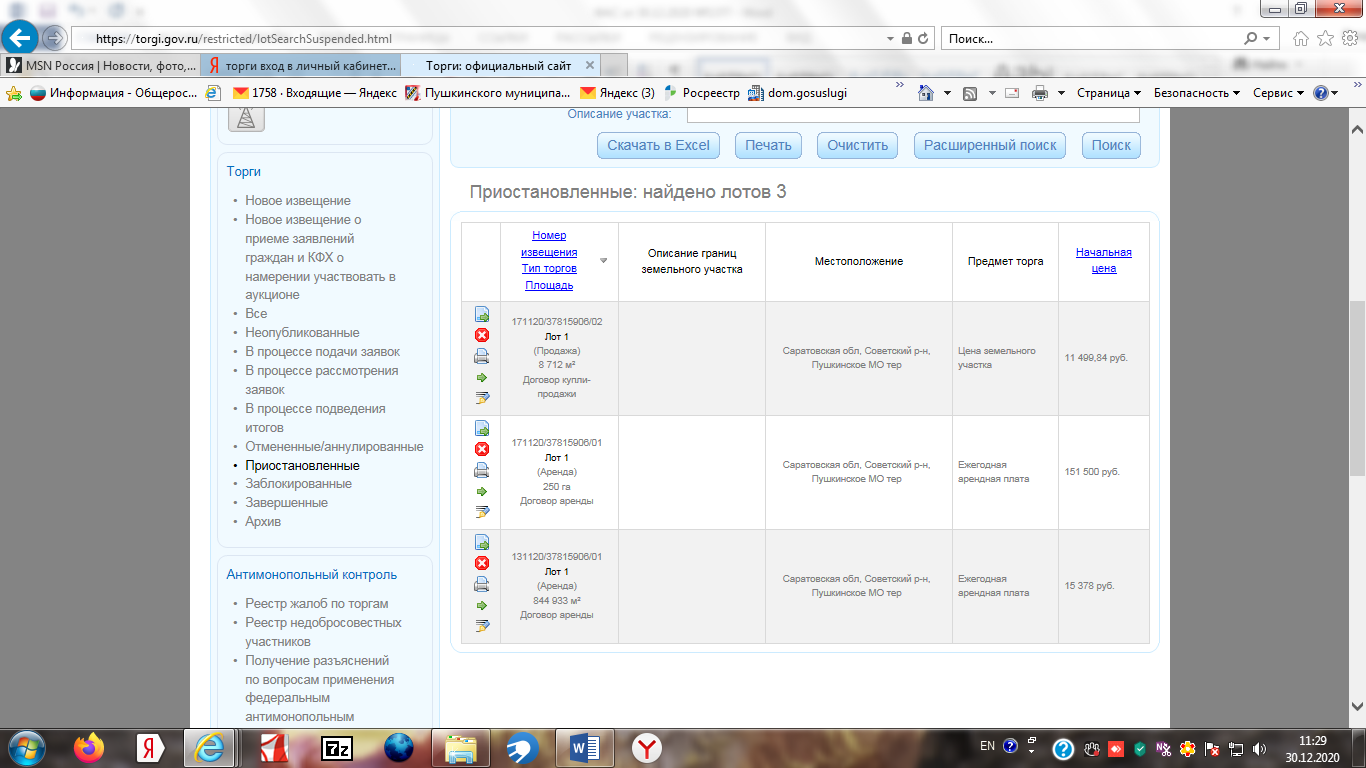 https://torgi.gov.ru/restricted/lotSearchSuspended.html
Поиск...
MSN Россия | Новости, фото,...
торги вход в личный кабинет...
Торги: официальный сайт
Информация - Общерос...
1758 · Входящие — Яндекс
Пушкинского муниципа...
Яндекс (3)
Росреестр
dom.gosuslugi
Страница
Безопасность
Сервис
Описание участка:
Скачать в Excel
Печать
Очистить
Расширенный поиск
Поиск
Торги
• Новое извещение
• Новое извещение о
приеме заявлений
граждан и КФХ о
намерении участвовать в
аукционе
• Все
• Неопубликованные
• В процессе подачи заявок
• В процессе рассмотрения
заявок
• В процессе подведения
итогов
• Отмененные/аннулированные
• Приостановленные
• Заблокированные
• Завершенные
• Архив
Антимонопольный контроль
• Реестр жалоб по торгам
• Реестр недобросовестных
участников
• Получение разъяснений
по вопросам применения
федеральным
антимонопольным
Приостановленные: найдено лотов 3
Номер
извещения
Тип торгов
Площадь
Описание границ
земельного участка
Местоположение
Предмет торга
Начальная
цена
171120/37815906/02
Лот 1
(Продажа)
8 712 м²
Договор купли-
продажи
Саратовская обл, Советский р-н,
Пушкинское МО тер
Цена земельного
участка
11 499,84 руб.
171120/37815906/01
Лот 1
(Аренда)
250 га
Договор аренды
Саратовская обл, Советский р-н,
Пушкинское МО тер
Ежегодная
арендная плата
151 500 руб.
131120/37815906/01
Лот 1
(Аренда)
844 933 м²
Договор аренды
Саратовская обл, Советский р-н,
Пушкинское МО тер
Ежегодная
арендная плата
15 378 руб.
EN
11:29
30.12.2020